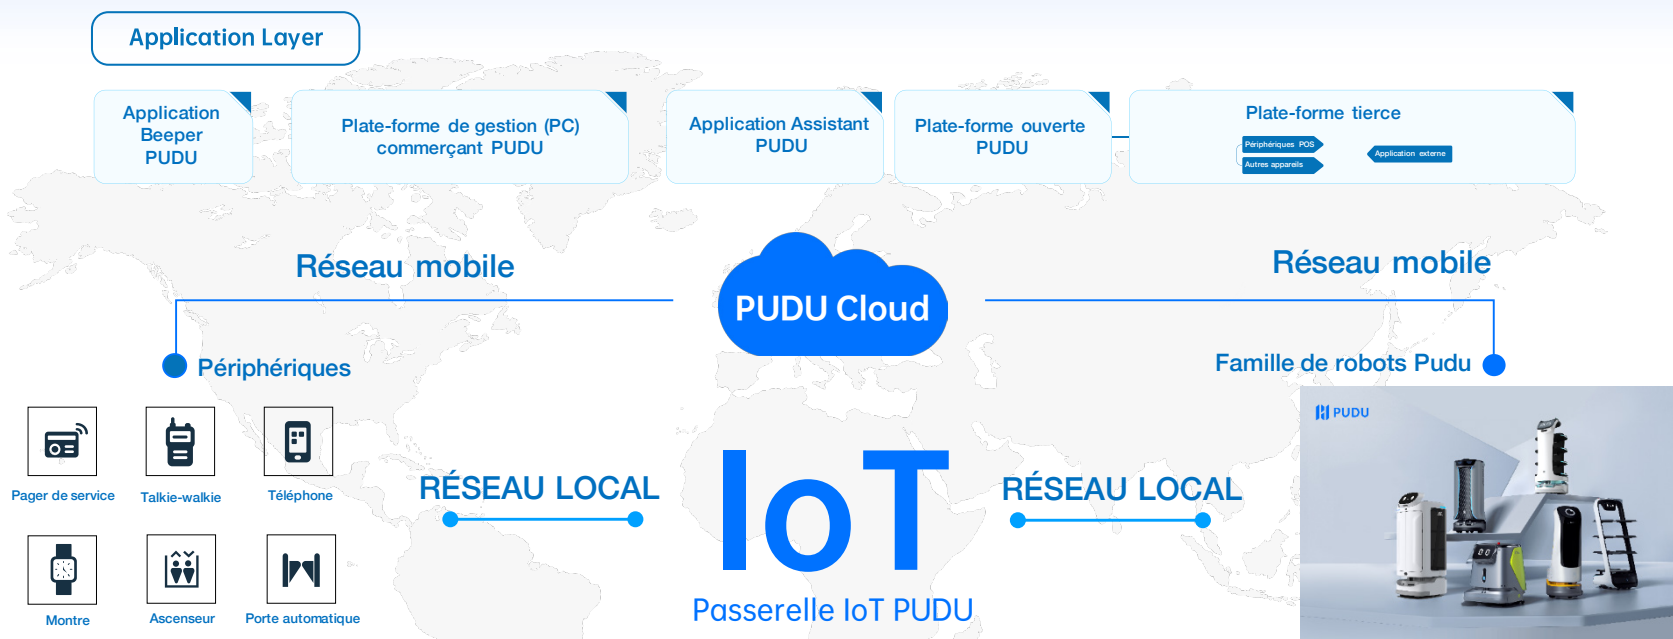 Application Layer
Application
Beeper
PUDU
Plate-forme de gestion (PC)
commerçant PUDU
Application Assistant
PUDU
Plate-forme ouverte
PUDU
Plate-forme tierce
Périphériques POS
Autres appareils
Application externe
Réseau mobile
PUDU Cloud
Réseau mobile
Périphériques
Famille de robots Pudu
PUDU
Pager de service
Talkie-walkie
Téléphone
RÉSEAU LOCAL
IoT
RÉSEAU LOCAL
Montre
Ascenseur
Porte automatique
Passerelle IoT PUDU